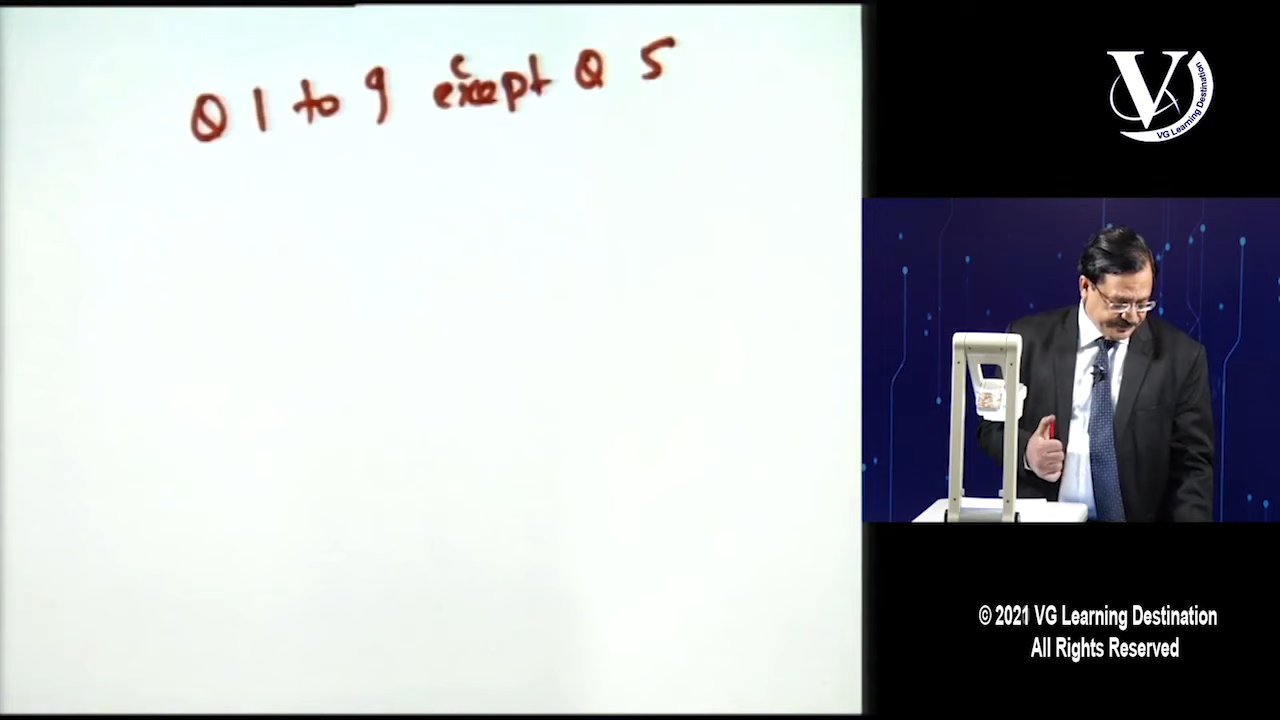 Q 1 to 9 except Q 5
V
VG Learning Destination
© 2021 VG Learning Destination
All Rights Reserved